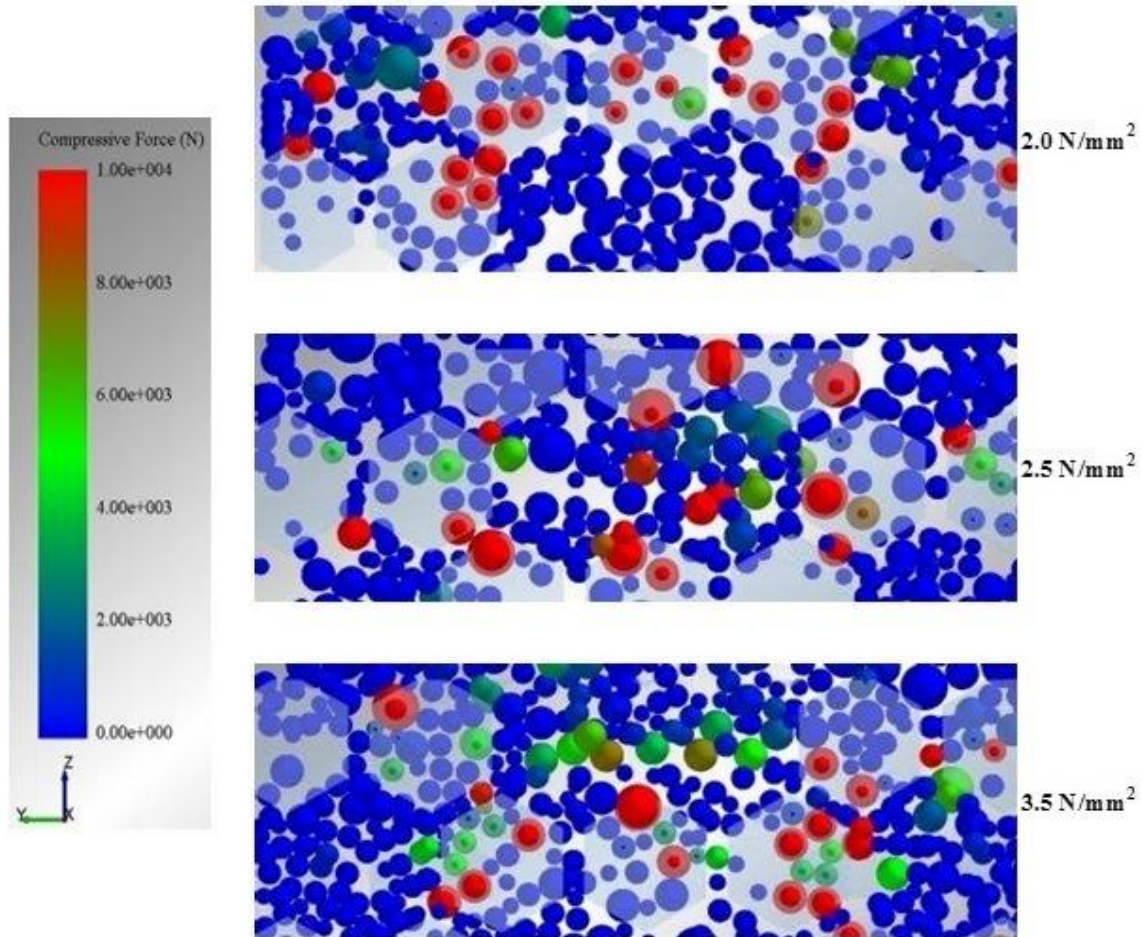 Compressive Force (N)
1.00e+004
8.00e+003
6.00e+003
4.00e+003
2.00e+003
0.00e+000
Z
Y
X
2.0 N/mm²
2.5 N/mm²
3.5 N/mm²